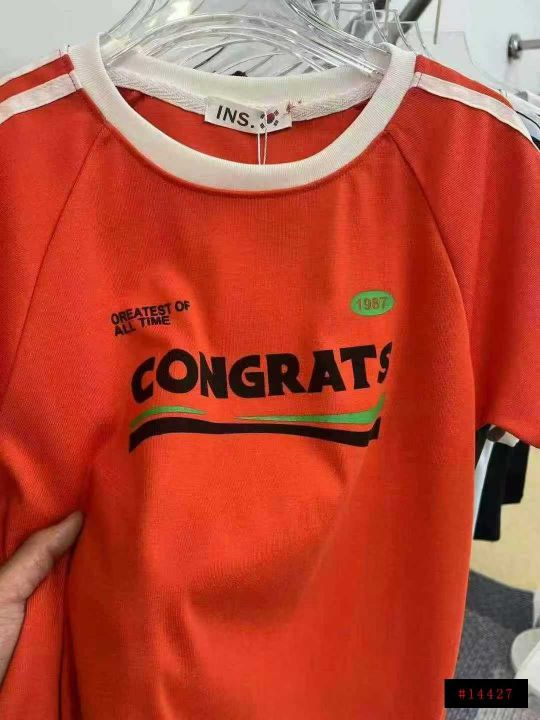 INS.
1987
OREATEST OF
ALL TIME
CONGRATS
#14427